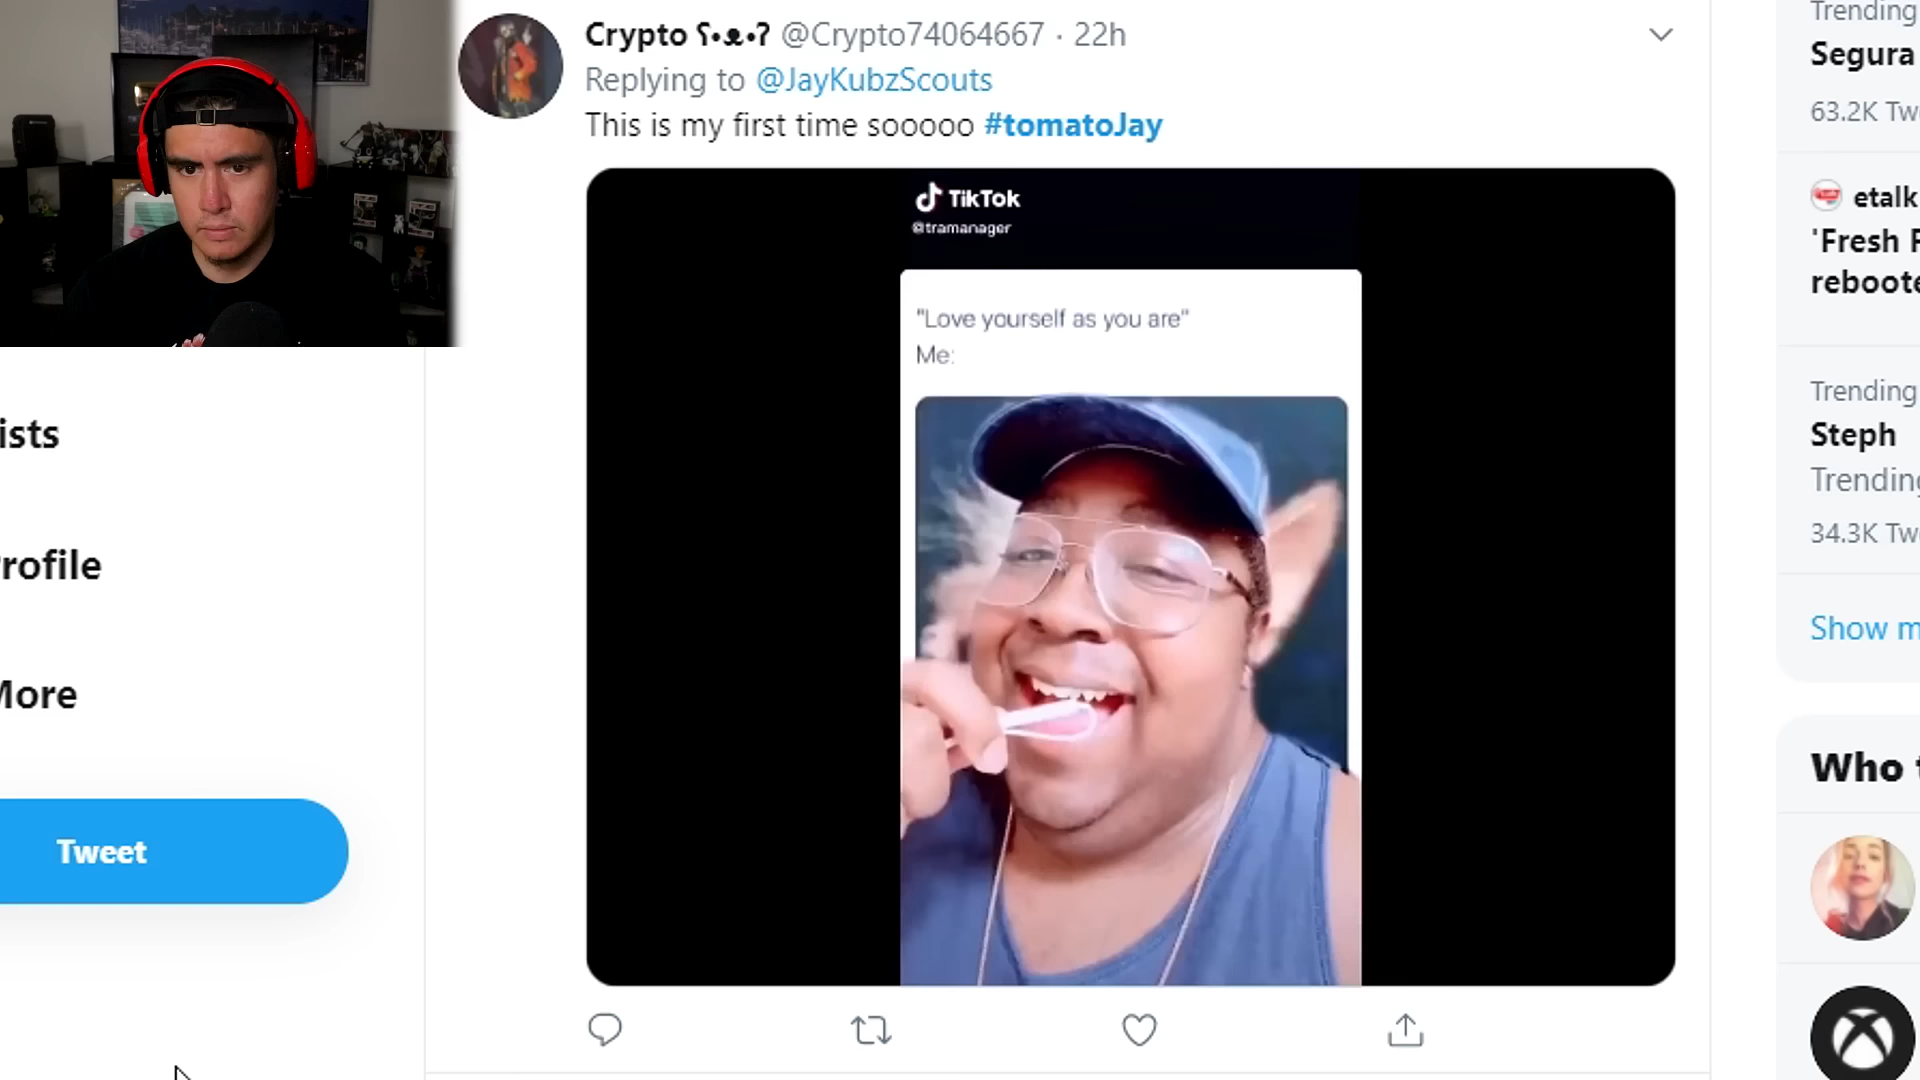 Crypto ʕ•ᴥ•ʔ @Crypto74064667 · 22h
Replying to @JayKubzScouts
This is my first time sooooo #tomatoJay
TikTok
@tramanager
"Love yourself as you are"
Me:
ists
rofile
More
Tweet
Trending
Segura
63.2K Tw
etalk
'Fresh
reboote
Trending
Steph
Trending
34.3K Tw
Show m
Who